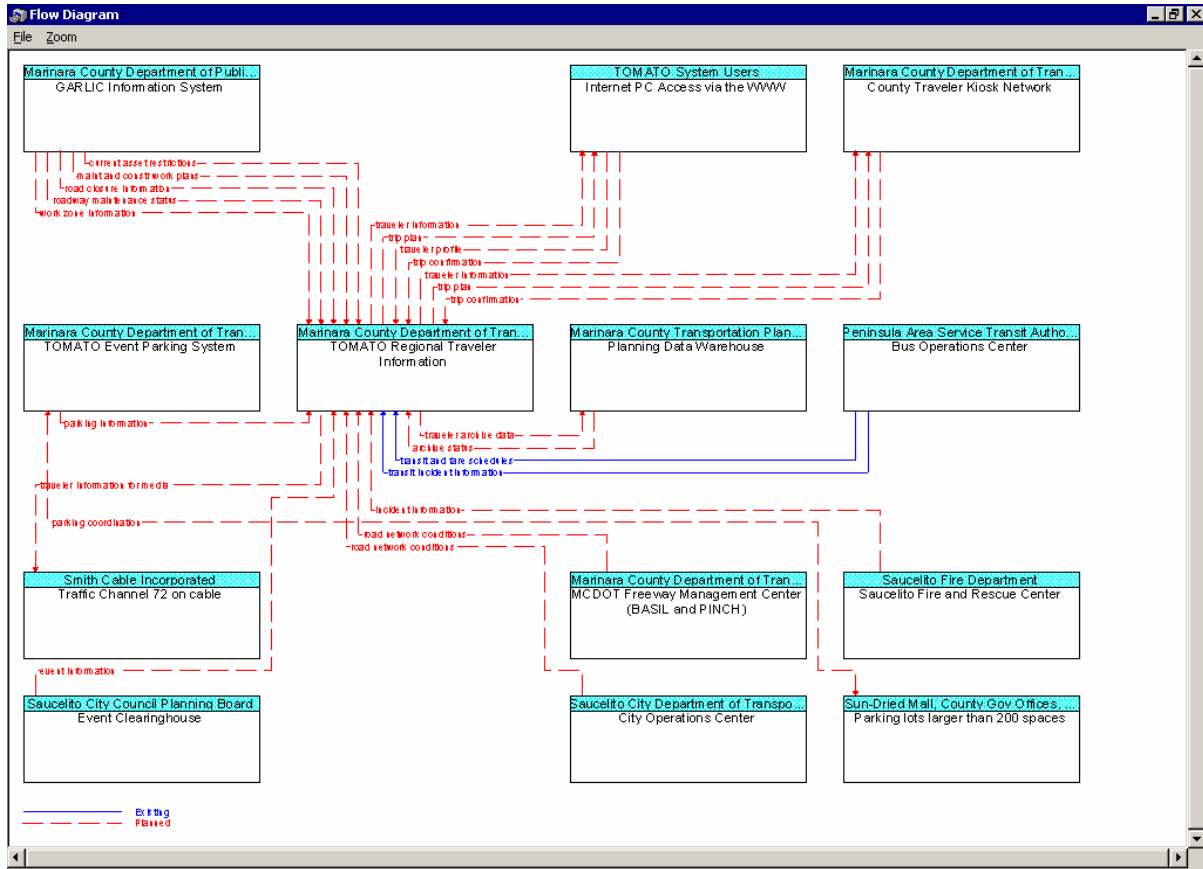 Flow Diagram
File Zoom
Marinara County Department of Publi...
GARLIC Information System
TOMATO System Users
Internet PC Access via the WWW
Marinara County Department of Tran...
County Traveler Kiosk Network
current asset restrictions
maint and constr work plans
road closure information
roadway maintenance status
work zone information
traveler information
trip plan
traveler profile
trip confirmation
traveler information
trip plan
trip confirmation
Marinara County Department of Tran...
TOMATO Event Parking System
Marinara County Department of Tran...
TOMATO Regional Traveler
Information
Marinara County Transportation Plan...
Planning Data Warehouse
Peninsula Area Service Transit Autho...
Bus Operations Center
parking information
traveler archive data
archive status
transit and fare schedules
transit incident information
traveler information for media
incident information
parking coordination
road network conditions
road network conditions
Smith Cable Incorporated
Traffic Channel 72 on cable
Marinara County Department of Tran...
MCDOT Freeway Management Center
(BASIL and PINCH)
Saucelito Fire Department
Saucelito Fire and Rescue Center
event information
Saucelito City Council Planning Board
Event Clearinghouse
Saucelito City Department of Transpo...
City Operations Center
Sun-Dried Mall, County Gov Offices, ...
Parking lots larger than 200 spaces
Existing
Planned